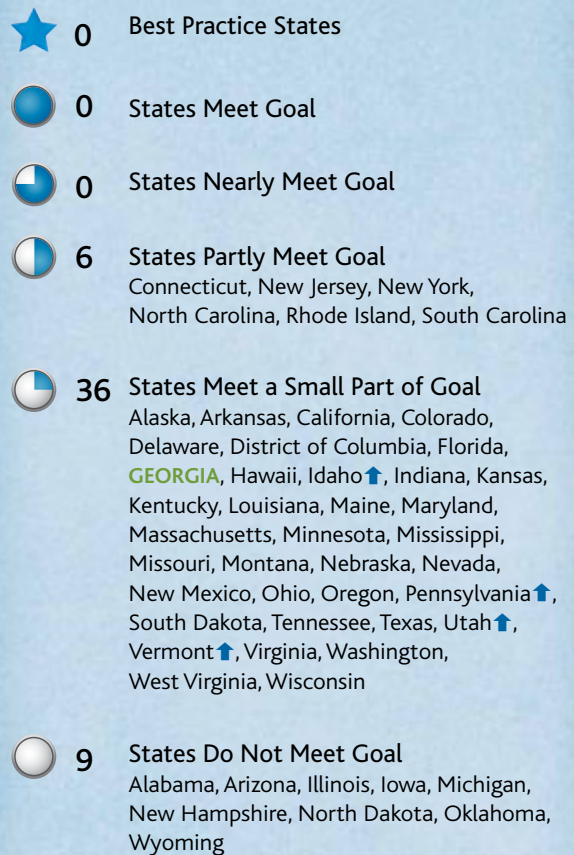 0 Best Practice States
0 States Meet Goal
0 States Nearly Meet Goal
6 States Partly Meet Goal
Connecticut, New Jersey, New York,
North Carolina, Rhode Island, South Carolina
36 States Meet a Small Part of Goal
Alaska, Arkansas, California, Colorado,
Delaware, District of Columbia, Florida,
GEORGIA, Hawaii, Idaho⬆, Indiana, Kansas,
Kentucky, Louisiana, Maine, Maryland,
Massachusetts, Minnesota, Mississippi,
Missouri, Montana, Nebraska, Nevada,
New Mexico, Ohio, Oregon, Pennsylvania⬆,
South Dakota, Tennessee, Texas, Utah⬆,
Vermont⬆, Virginia, Washington,
West Virginia, Wisconsin
9 States Do Not Meet Goal
Alabama, Arizona, Illinois, Iowa, Michigan,
New Hampshire, North Dakota, Oklahoma,
Wyoming